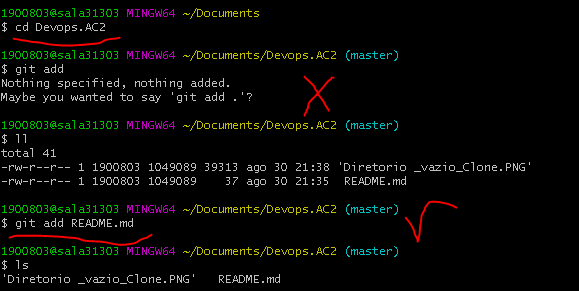 1900803@sala31303 MINGW64 ~/Documents
$ cd Devops.AC2
1900803@sala31303 MINGW64 ~/Documents/Devops.AC2 (master)
$ git add
Nothing specified, nothing added.
Maybe you wanted to say 'git add .'?
1900803@sala31303 MINGW64 ~/Documents/Devops.AC2 (master)
$ ll
total 41
-rw-r--r-- 1 1900803 1049089 39313 ago 30 21:38 'Diretorio _vazio_Clone.PNG'
-rw-r--r-- 1 1900803 1049089    37 ago 30 21:35  README.md
1900803@sala31303 MINGW64 ~/Documents/Devops.AC2 (master)
$ git add README.md
1900803@sala31303 MINGW64 ~/Documents/Devops.AC2 (master)
$ ls
'Diretorio _vazio_Clone.PNG'   README.md